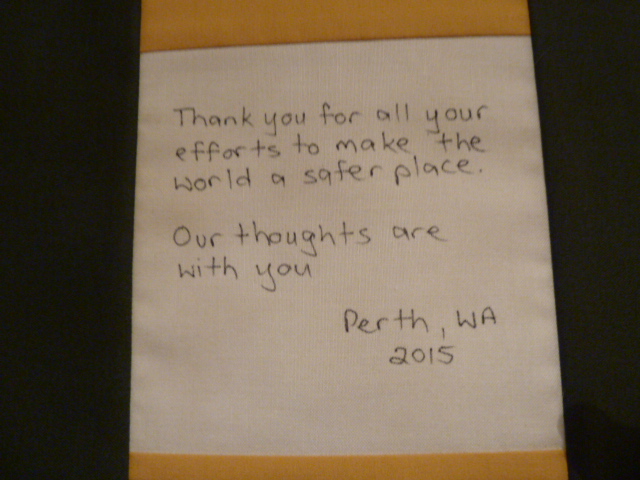 Thank you for all your
efforts to make the
world a safer place.
Our thoughts are
with you
Perth, WA
2015